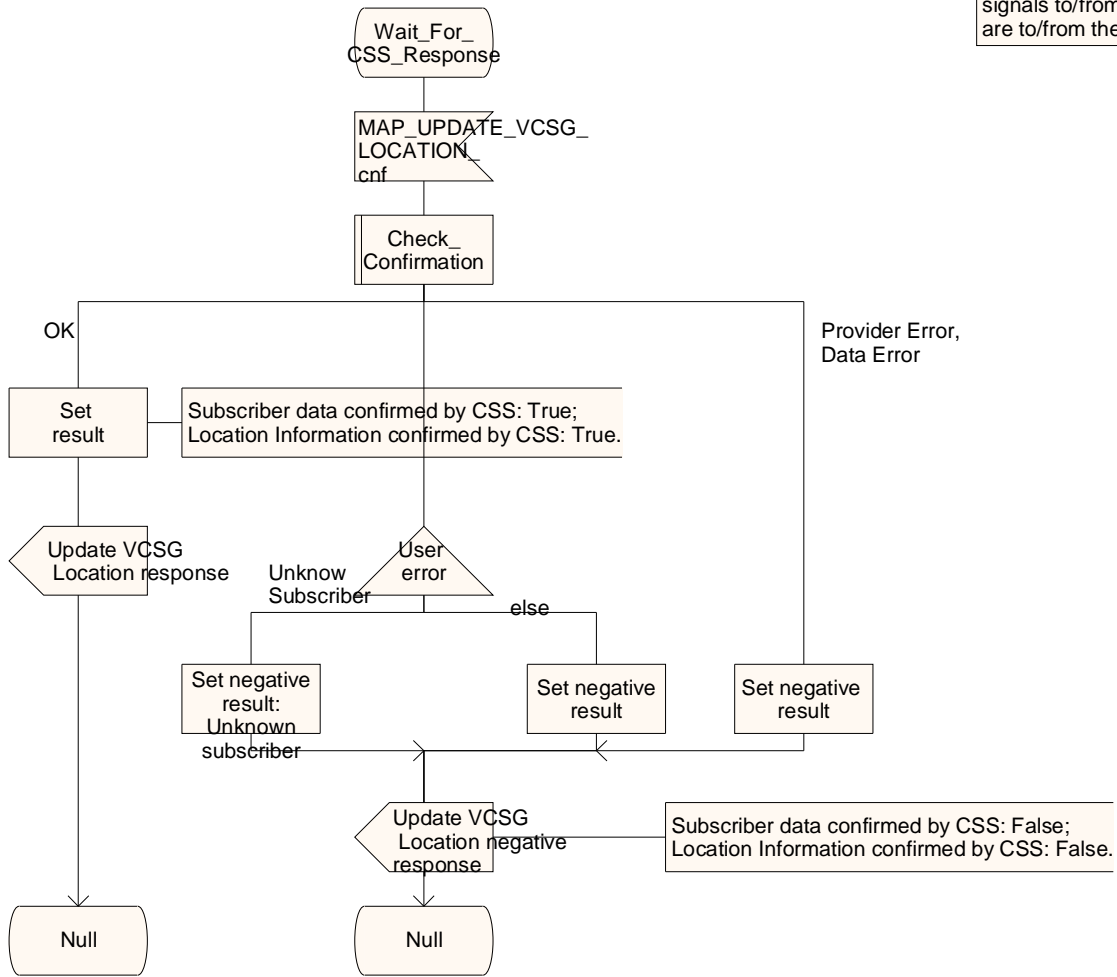 signals to/from
are to/from the
Wait_For_
CSS_Response
MAP_UPDATE_VCSG_
LOCATION_
cnf
Check_
Confirmation
OK
Provider Error,
Data Error
Set
result
Subscriber data confirmed by CSS: True;
Location Information confirmed by CSS: True.
Update VCSG
Location response
User
error
Unknow
Subscriber
else
Set negative
result:
Unknown
subscriber
Set negative
result
Set negative
result
Update VCSG
Location negative
response
Subscriber data confirmed by CSS: False;
Location Information confirmed by CSS: False.
Null
Null